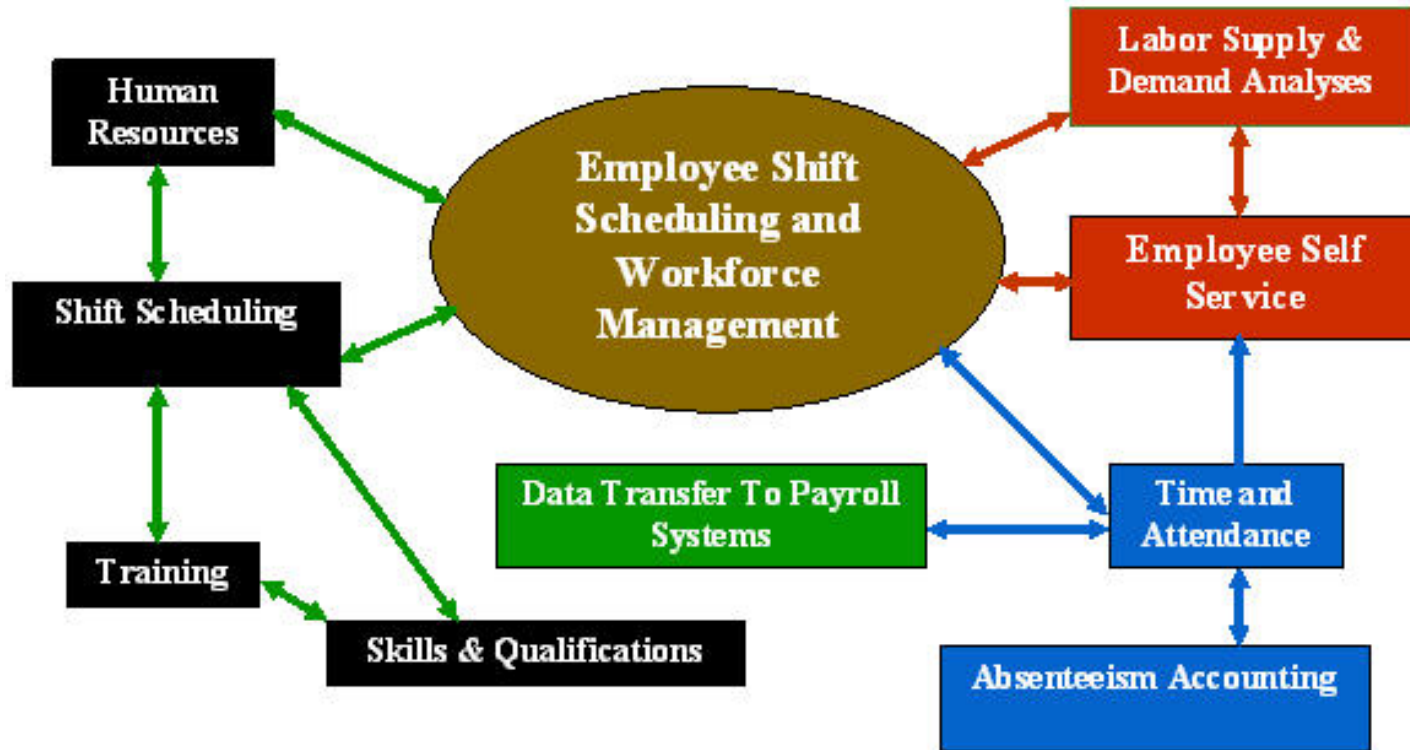 Human
Resources
Shift Scheduling
Training
Skills & Qualifications
Employee Shift
Scheduling and
Workforce
Management
Data Transfer To Payroll
Systems
Labor Supply &
Demand Analyses
Employee Self
Service
Time and
Attendance
Absenteeism Accounting